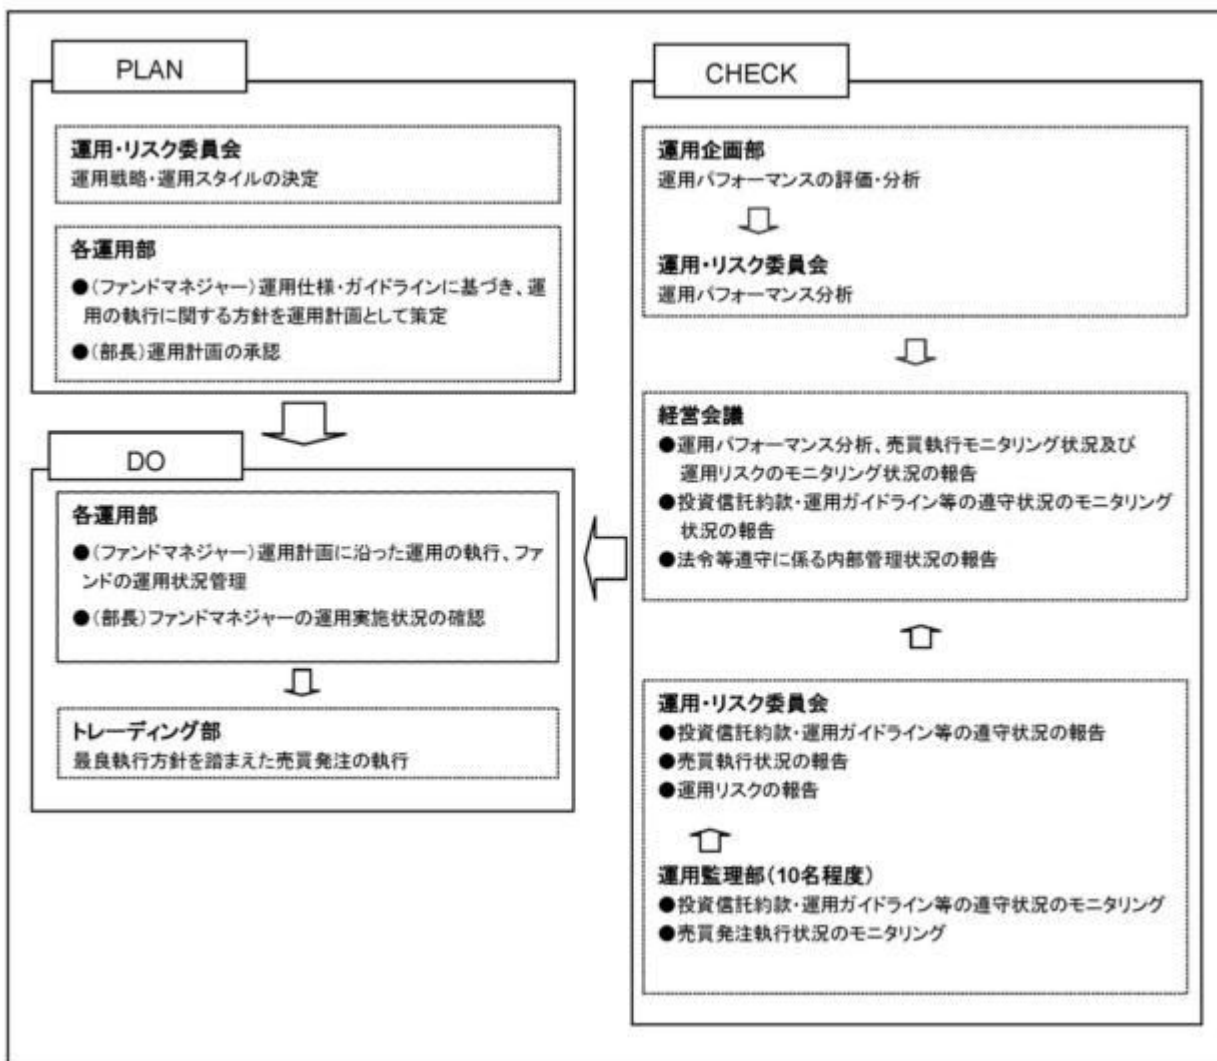 PLAN
運用・リスク委員会
運用戦略・運用スタイルの決定
各運用部
●(ファンドマネジャー)運用仕様・ガイドラインに基づき、運
用の執行に関する方針を運用計画として策定
●(部長)運用計画の承認
DO
各運用部
●(ファンドマネジャー)運用計画に沿った運用の執行、ファ
ンドの運用状況管理
●(部長)ファンドマネジャーの運用実施状況の確認
トレーディング部
最良執行方針を踏まえた売買発注の執行
CHECK
運用企画部
運用パフォーマンスの評価・分析
運用・リスク委員会
運用パフォーマンス分析
経営会議
●運用パフォーマンス分析、売買執行モニタリング状況及び
運用リスクのモニタリング状況の報告
●投資信託約款・運用ガイドライン等の遵守状況のモニタリング
状況の報告
●法令等遵守に係る内部管理状況の報告
運用・リスク委員会
●投資信託約款・運用ガイドライン等の遵守状況の報告
●売買執行状況の報告
●運用リスクの報告
運用監理部(10名程度)
●投資信託約款・運用ガイドライン等の遵守状況のモニタリング
●売買発注執行状況のモニタリング